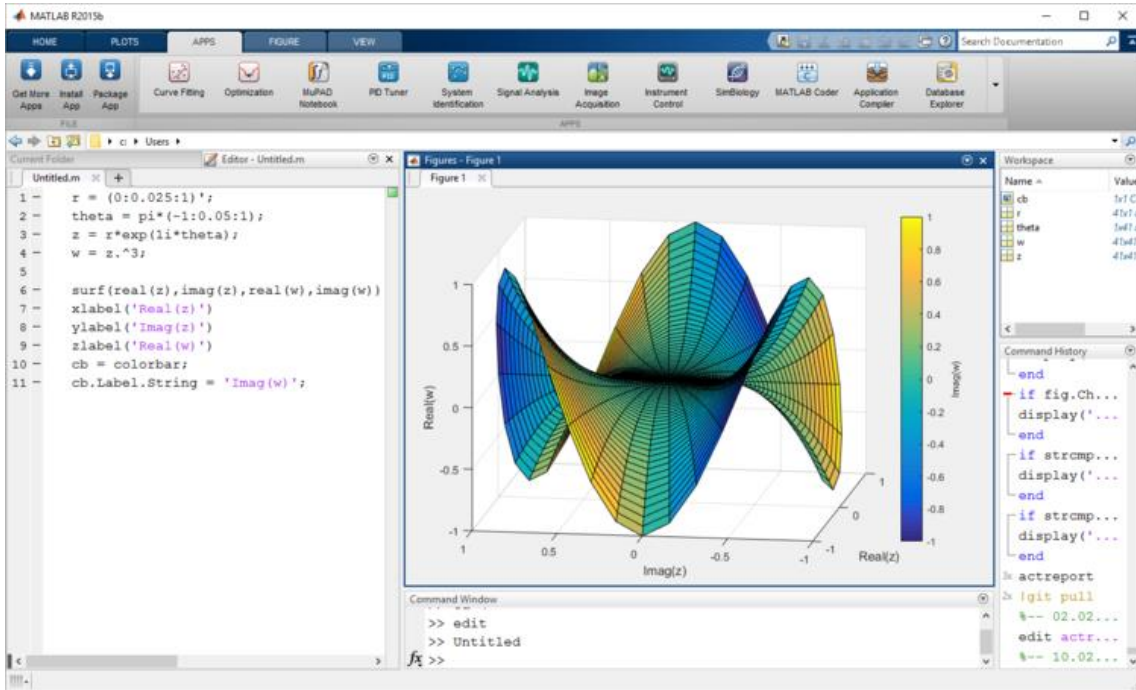 MATLAB R2015b
HOME PLOTS APPS FIGURE VIEW
Search Documentation
Get More Apps
Install App
Package App
Curve Fitting
Optimization
MuPAD Notebook
PID Tuner
System Identification
Signal Analysis
Image Acquisition
Instrument Control
SimBiology
MATLAB Coder
Application Compiler
Database Explorer
FILE
APPS
c: Users
Current Folder
Editor - Untitled.m
Untitled.m
1 - r = (0:0.025:1)';
2 - theta = pi*(-1:0.05:1);
3 - z = r*exp(1i*theta);
4 - w = z.^3;
5
6 - surf(real(z),imag(z),real(w),imag(w))
7 - xlabel('Real(z)')
8 - ylabel('Imag(z)')
9 - zlabel('Real(w)')
10 - cb = colorbar;
11 - cb.Label.String = 'Imag(w)';
Figures - Figure 1
Figure 1
Real(w)
1
0.5
0
-0.5
-1
1 0.5 0 -0.5 -1
Imag(z)
-1 0 1
Real(z)
1
0.8
0.6
0.4
0.2
0
-0.2
-0.4
-0.6
-0.8
-1
Imag(w)
Command Window
>> edit
>> Untitled
fx >>
Workspace
Name Value
cb 1x1 C
r 41x1
theta 1x41
w 41x41
z 41x41
Command History
end
if fig.Ch...
display('...
end
if strcmp...
display('...
end
if strcmp...
display('...
end
3x actreport
2x !git pull
%-- 02.02...
edit actr...
%-- 10.02...